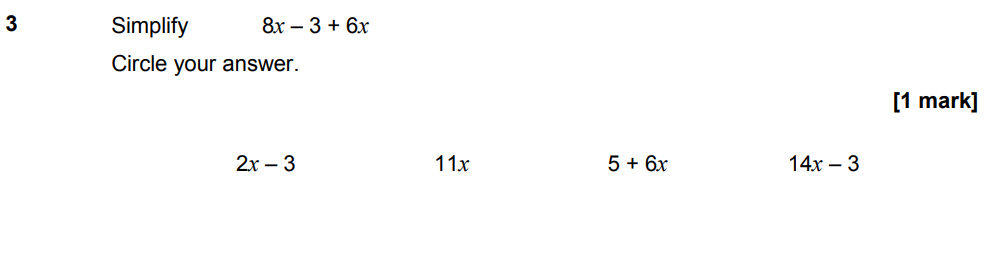 3 Simplify 8x – 3 + 6x
Circle your answer.
[1 mark]
2x – 3 11x 5 + 6x 14x – 3